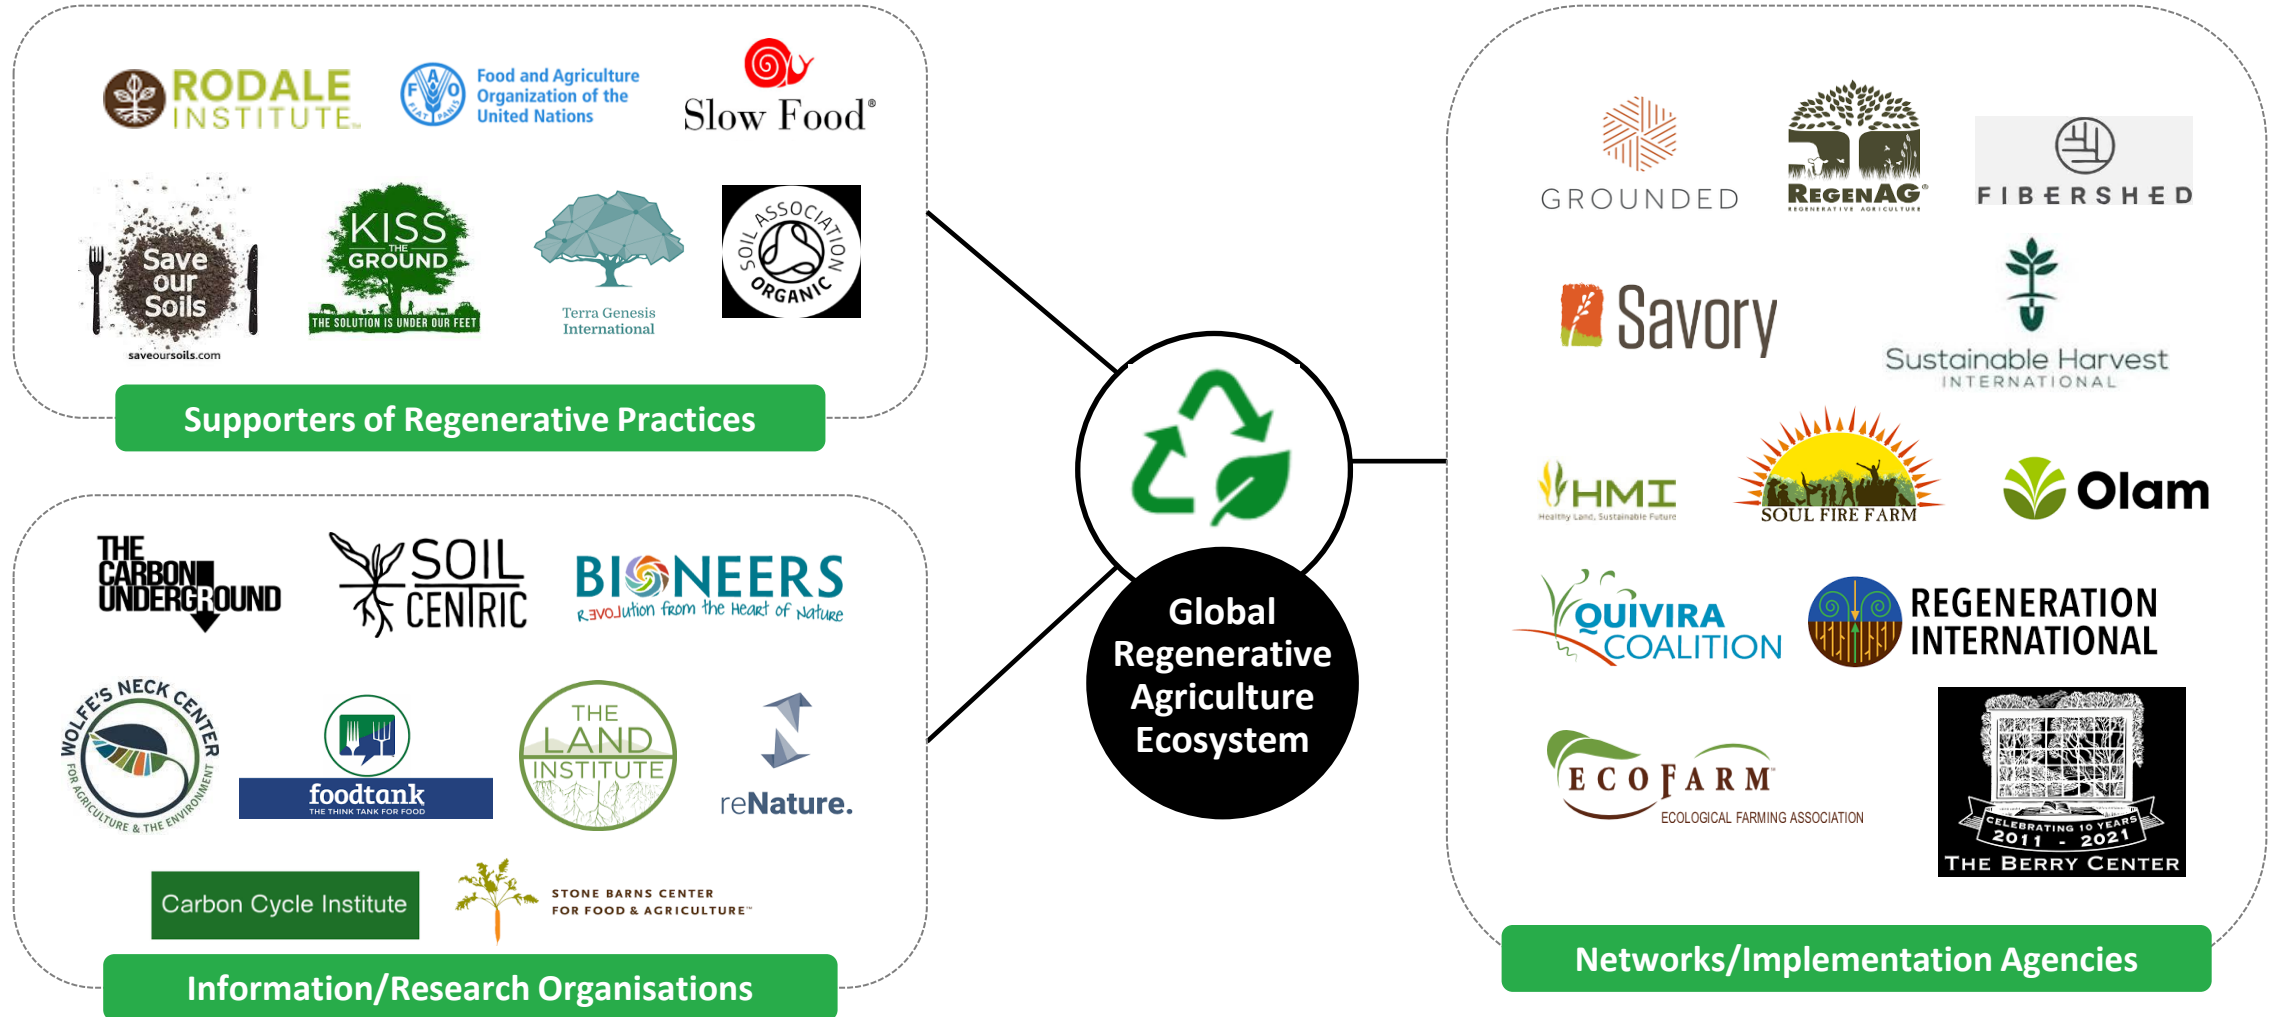 RODALE
INSTITUTE™
FAO
FIAT PANIS
Food and Agriculture
Organization of the
United Nations
Slow Food®
Save
our
Soils
saveoursoils.com
KISS
THE
GROUND
THE SOLUTION IS UNDER OUR FEET
Terra Genesis
International
SOIL ASSOCIATION
ORGANIC
Supporters of Regenerative Practices
THE
CARBON
UNDERGROUND
SOIL
CENTRIC
BIONEERS
REVOLution from the Heart of Nature
WOLFE'S NECK CENTER
FOR AGRICULTURE & THE ENVIRONMENT
foodtank
THE THINK TANK FOR FOOD
THE
LAND
INSTITUTE
reNature.
Carbon Cycle Institute
STONE BARNS CENTER
FOR FOOD & AGRICULTURE™
Information/Research Organisations
Global
Regenerative
Agriculture
Ecosystem
GROUNDED
REGENAG®
REGENERATIVE AGRICULTURE
FIBERSHED
Savory
Sustainable Harvest
INTERNATIONAL
HMI
Healthy Land, Sustainable Future
SOUL FIRE FARM
Olam
QUIVIRA
COALITION
REGENERATION
INTERNATIONAL
ECOFARM™
ECOLOGICAL FARMING ASSOCIATION
CELEBRATING 10 YEARS
2011 - 2021
THE BERRY CENTER
Networks/Implementation Agencies